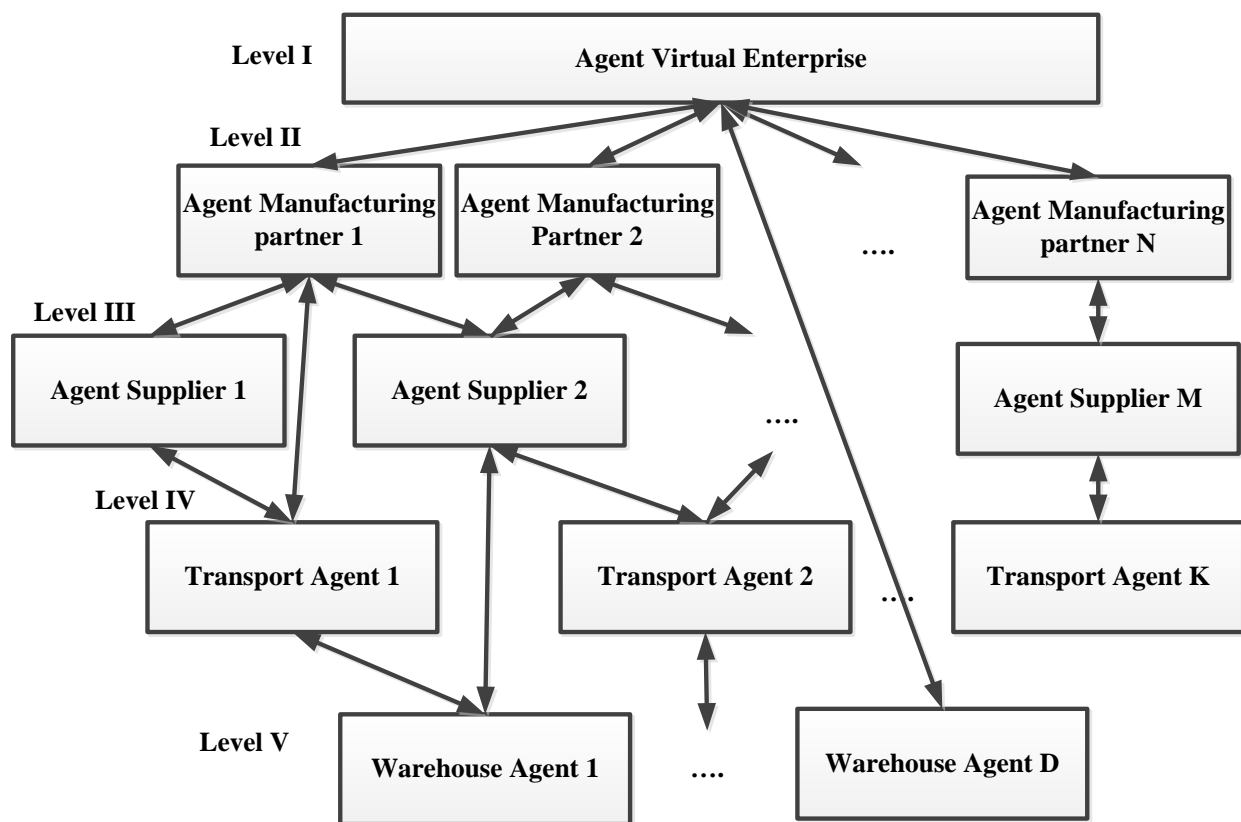 Level I
Agent Virtual Enterprise
Level II
Agent Manufacturing
partner 1
Agent Manufacturing
Partner 2
....
Agent Manufacturing
partner N
Level III
Agent Supplier 1
Agent Supplier 2
....
Agent Supplier M
Level IV
Transport Agent 1
Transport Agent 2
....
Transport Agent K
Level V
Warehouse Agent 1
....
Warehouse Agent D